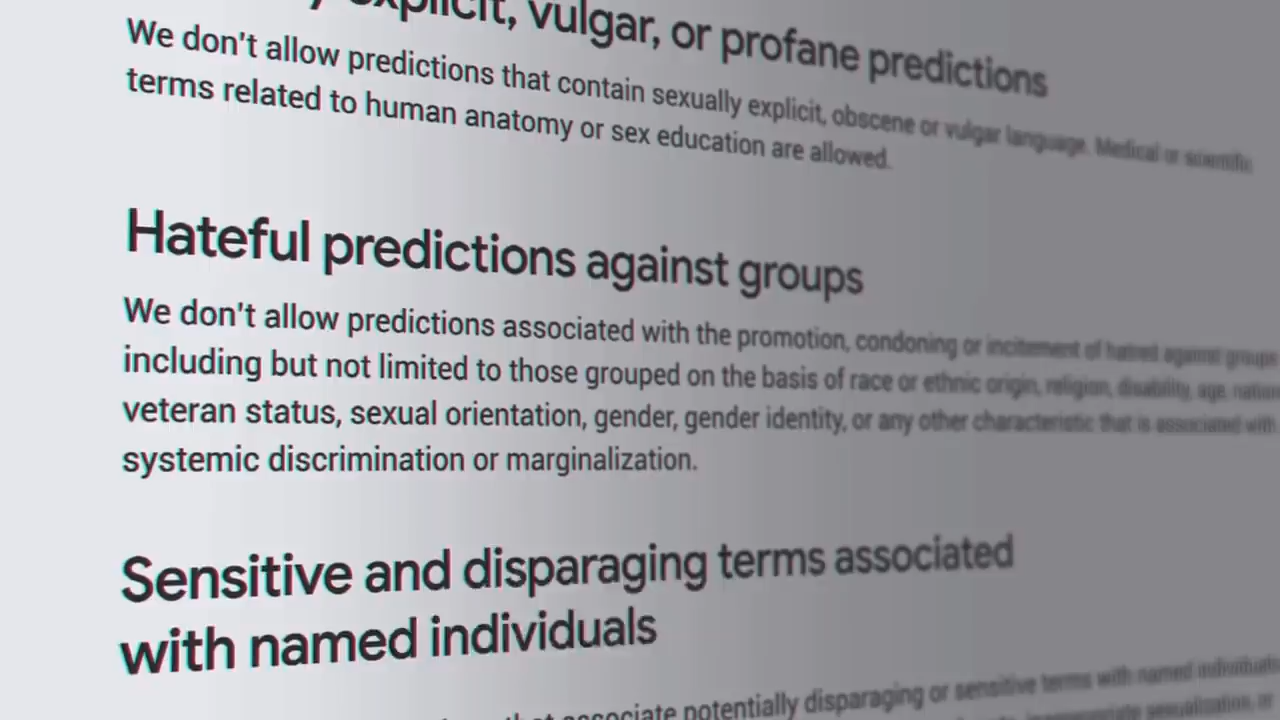 explicit, vulgar, or profane predictions
We don't allow predictions that contain sexually explicit, obscene or vulgar language. Medical or scientific
terms related to human anatomy or sex education are allowed.
Hateful predictions against groups
We don't allow predictions associated with the promotion, condoning or incitement of hatred against groups
including but not limited to those grouped on the basis of race or ethnic origin, religion, disability, age,
veteran status, sexual orientation, gender, gender identity, or any other characteristic that is associated with
systemic discrimination or marginalization.
Sensitive and disparaging terms associated
with named individuals
that associate potentially disparaging or sensitive terms with named individuals
sexualization, or